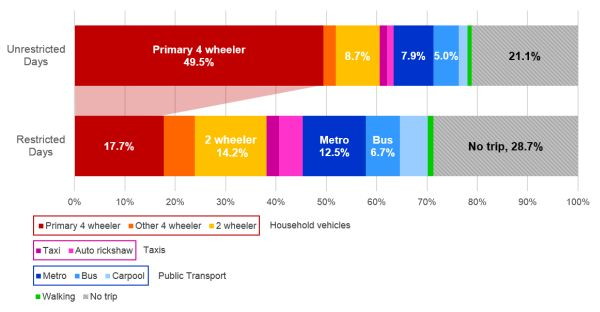 Unrestricted
Days
Primary 4 wheeler
49.5%
8.7%
7.9%
5.0%
21.1%
Restricted
Days
17.7%
2 wheeler
14.2%
Metro
12.5%
Bus
6.7%
No trip, 28.7%
0% 10% 20% 30% 40% 50% 60% 70% 80% 90% 100%
Primary 4 wheeler Other 4 wheeler 2 wheeler Household vehicles
Taxi Auto rickshaw Taxis
Metro Bus Carpool Public Transport
Walking No trip